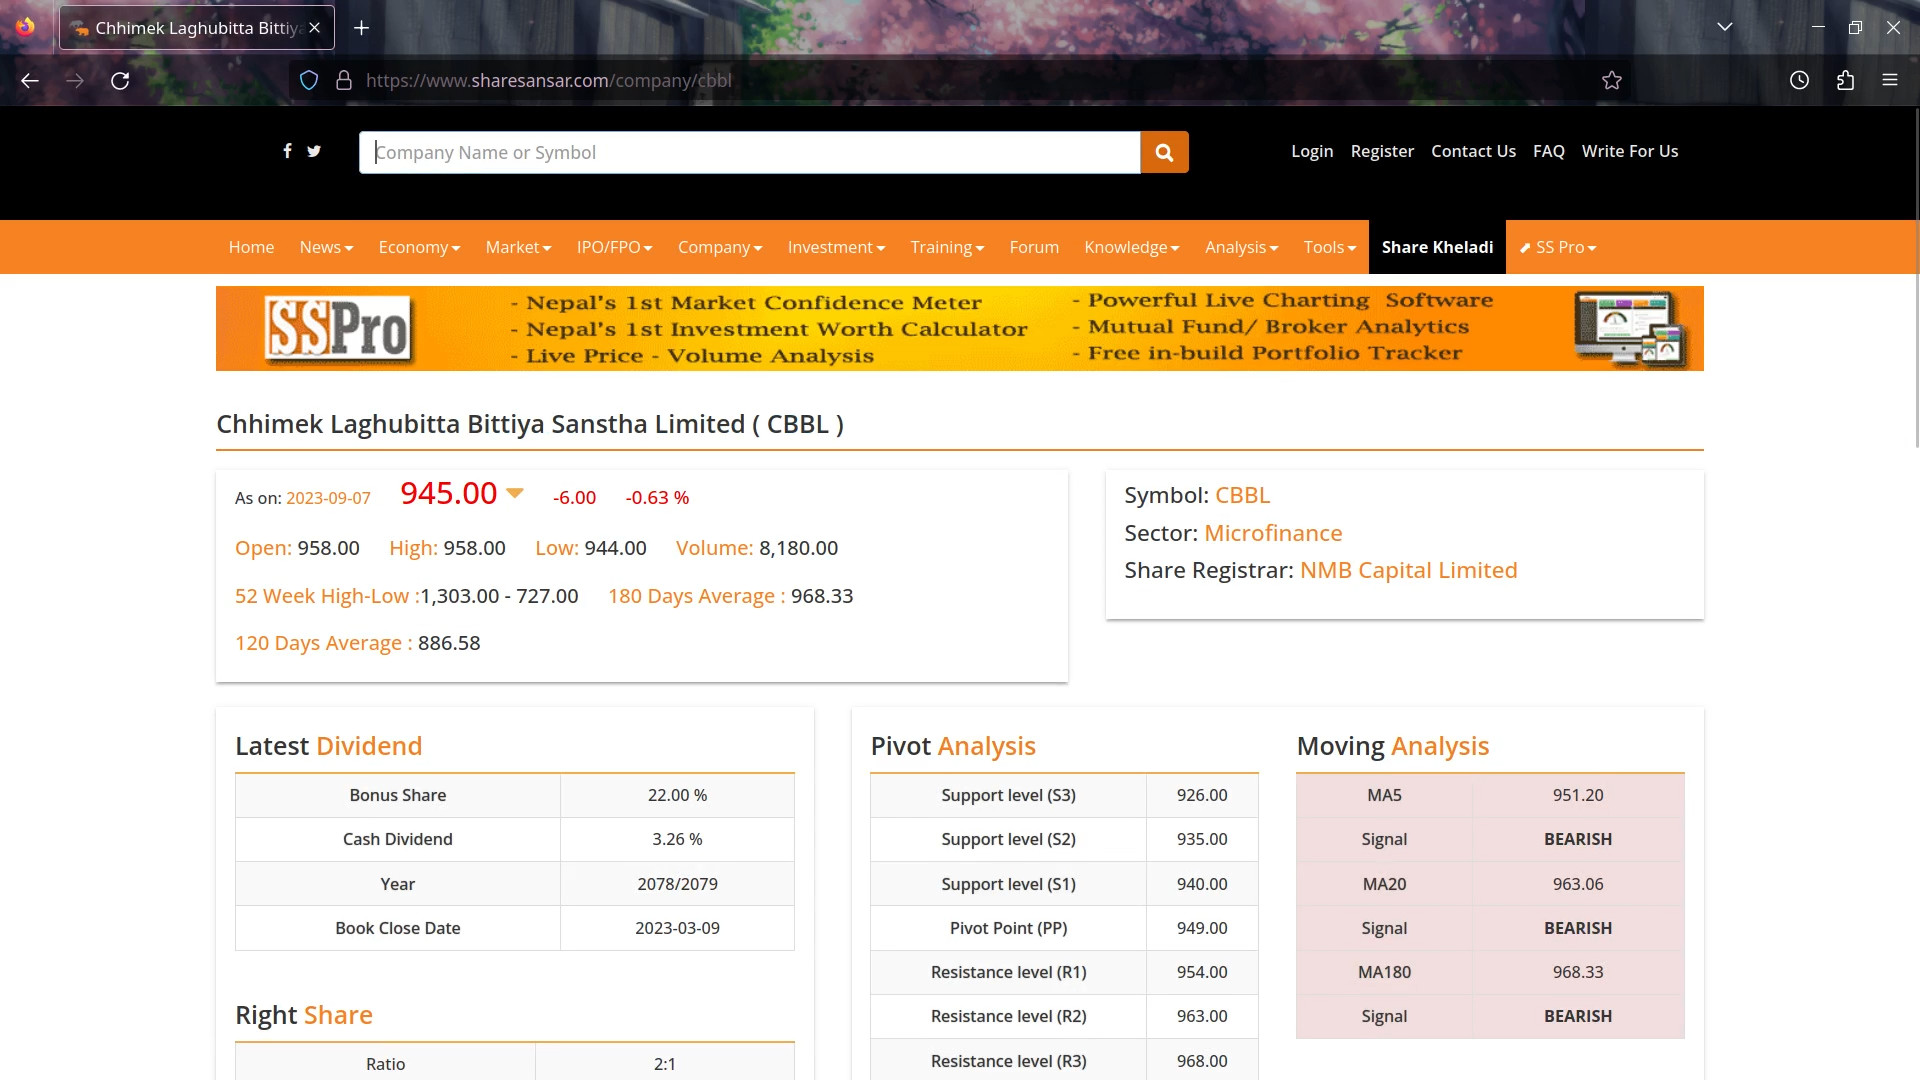 Chhimek Laghubitta Bittiya
https://www.sharesansar.com/company/cbbl
Company Name or Symbol
Login Register Contact Us FAQ Write For Us
Home News Economy Market IPO/FPO Company Investment Training Forum Knowledge Analysis Tools Share Kheladi SS Pro
SSPro
- Nepal's 1st Market Confidence Meter
- Nepal's 1st Investment Worth Calculator
- Live Price - Volume Analysis
- Powerful Live Charting Software
- Mutual Fund/ Broker Analytics
- Free in-build Portfolio Tracker
Chhimek Laghubitta Bittiya Sanstha Limited ( CBBL )
As on: 2023-09-07 945.00 -6.00 -0.63 %
Open: 958.00 High: 958.00 Low: 944.00 Volume: 8,180.00
52 Week High-Low :1,303.00 - 727.00 180 Days Average : 968.33
120 Days Average : 886.58
Symbol: CBBL
Sector: Microfinance
Share Registrar: NMB Capital Limited
Latest Dividend
Bonus Share 22.00 %
Cash Dividend 3.26 %
Year 2078/2079
Book Close Date 2023-03-09
Right Share
Ratio 2:1
Pivot Analysis
Support level (S3) 926.00
Support level (S2) 935.00
Support level (S1) 940.00
Pivot Point (PP) 949.00
Resistance level (R1) 954.00
Resistance level (R2) 963.00
Resistance level (R3) 968.00
Moving Analysis
MA5 951.20
Signal BEARISH
MA20 963.06
Signal BEARISH
MA180 968.33
Signal BEARISH